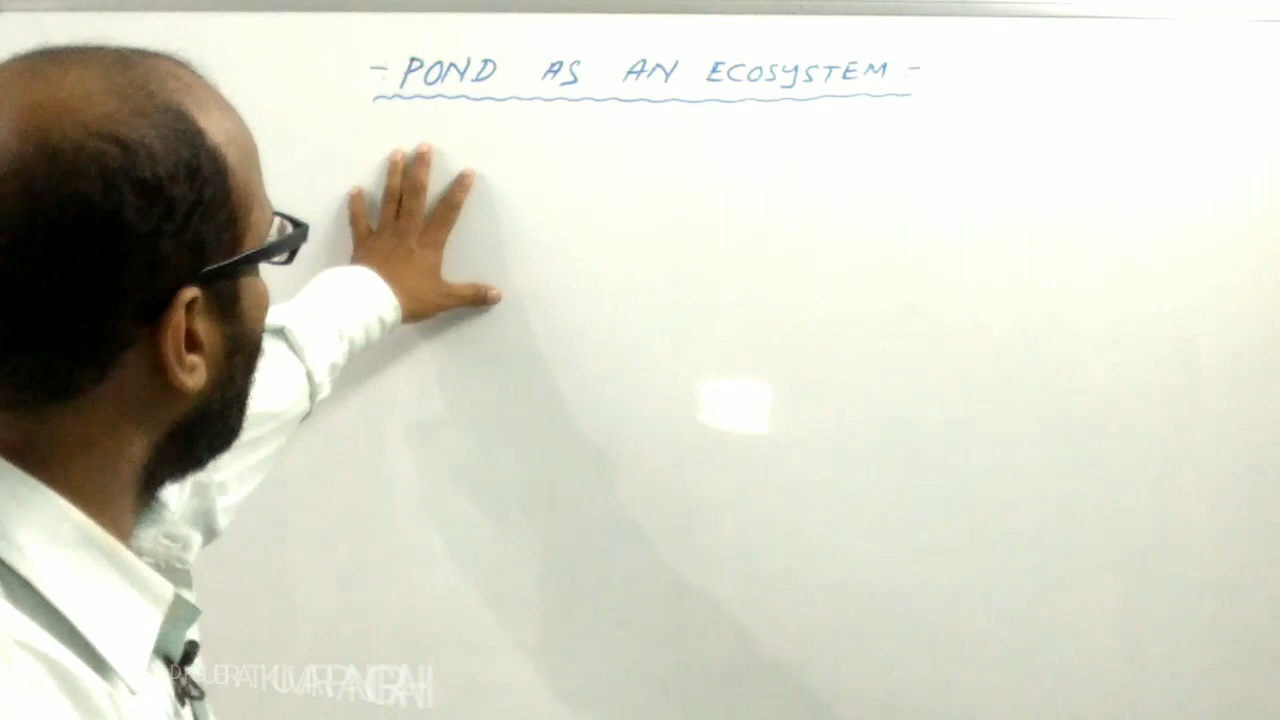 - POND AS AN ECOSYSTEM -